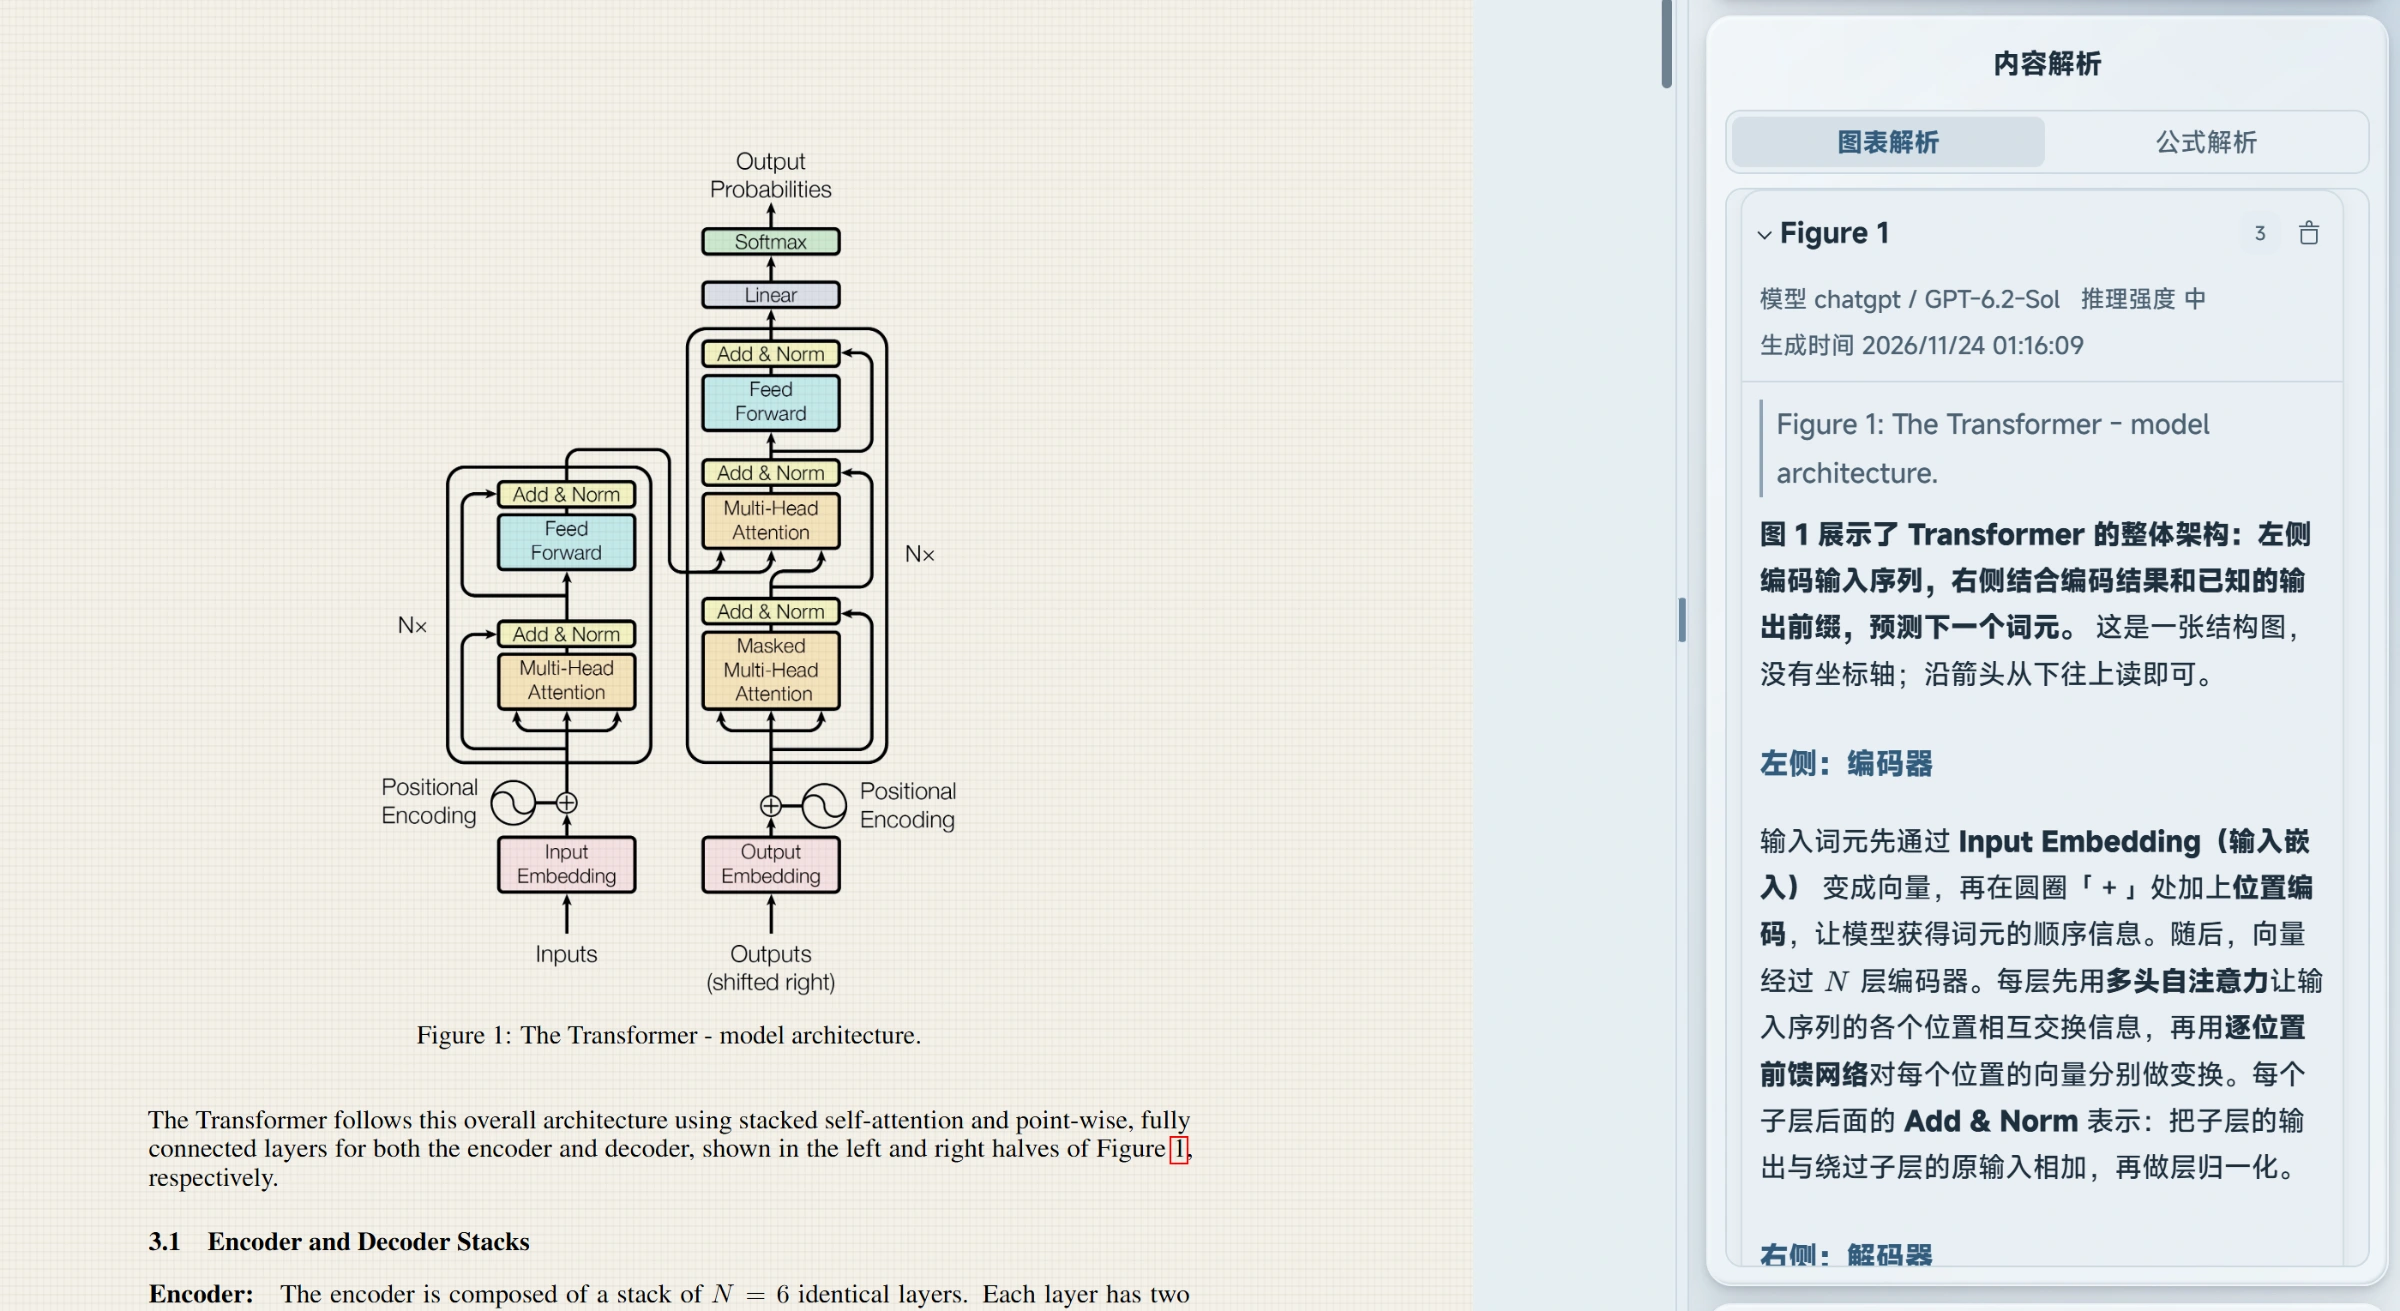 Output
Probabilities
Softmax
Linear
Add & Norm
Feed
Forward
Add & Norm
Multi-Head
Attention
N×
Add & Norm
Masked
Multi-Head
Attention
Add & Norm
Feed
Forward
N×
Add & Norm
Multi-Head
Attention
Positional
Encoding
Positional
Encoding
Input
Embedding
Output
Embedding
Inputs
Outputs
(shifted right)
Figure 1: The Transformer - model architecture.
The Transformer follows this overall architecture using stacked self-attention and point-wise, fully
connected layers for both the encoder and decoder, shown in the left and right halves of Figure 1,
respectively.
3.1 Encoder and Decoder Stacks
Encoder: The encoder is composed of a stack of N = 6 identical layers. Each layer has two
内容解析
图表解析 公式解析
Figure 1 3
模型 chatgpt / GPT-6.2-Sol 推理强度 中
生成时间 2026/11/24 01:16:09
Figure 1: The Transformer - model
architecture.
图 1 展示了 Transformer 的整体架构：左侧
编码输入序列，右侧结合编码结果和已知的输
出前缀，预测下一个词元。 这是一张结构图，
没有坐标轴；沿箭头从下往上读即可。
左侧：编码器
输入词元先通过 Input Embedding（输入嵌
入） 变成向量，再在圆圈「 + 」处加上位置编
码，让模型获得词元的顺序信息。随后，向量
经过 N 层编码器。每层先用多头自注意力让输
入序列的各个位置相互交换信息，再用逐位置
前馈网络对每个位置的向量分别做变换。每个
子层后面的 Add & Norm 表示：把子层的输
出与绕过子层的原输入相加，再做层归一化。
右侧：解码器